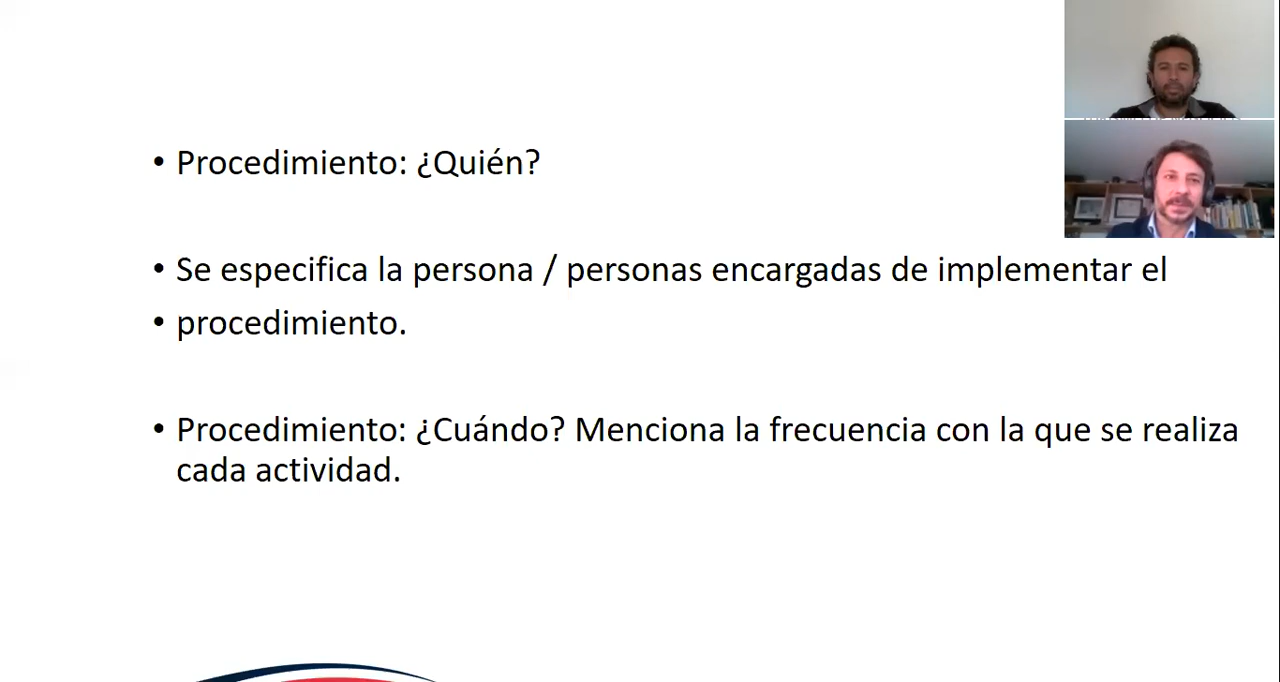 • Procedimiento: ¿Quién?
• Se especifica la persona / personas encargadas de implementar el
• procedimiento.
• Procedimiento: ¿Cuándo? Menciona la frecuencia con la que se realiza
cada actividad.